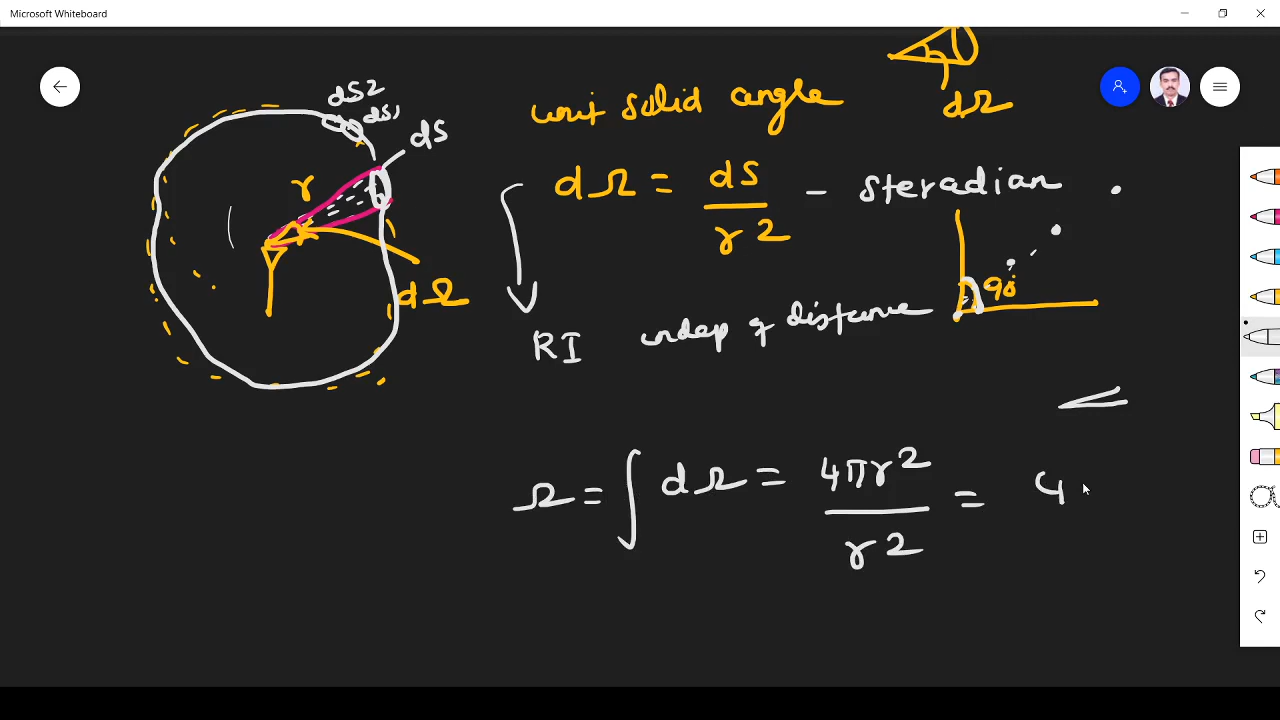 Microsoft Whiteboard
dS2
dS1
dS
r
dΩ
unit solid angle
dΩ
dΩ = dS / r2 - steradian
90°
RI indep of distance
Ω = ∫ dΩ = 4πr2 / r2 = 4